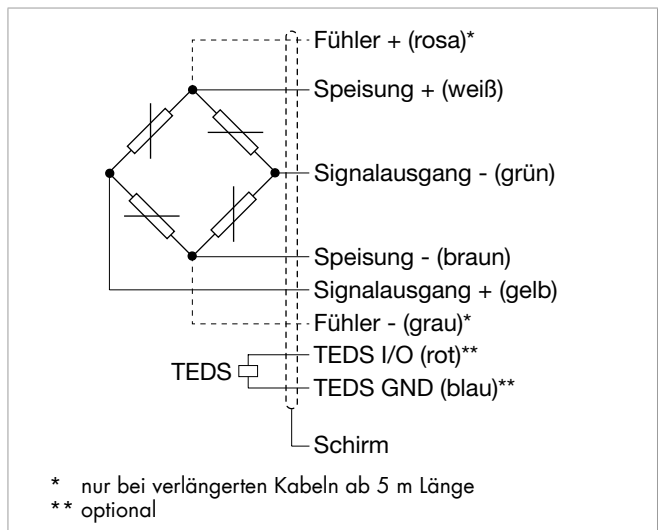 Fühler + (rosa)*
Speisung + (weiß)
Signalausgang - (grün)
Speisung - (braun)
Signalausgang + (gelb)
Fühler - (grau)*
TEDS I/O (rot)**
TEDS
TEDS GND (blau)**
Schirm
* nur bei verlängerten Kabeln ab 5 m Länge
** optional